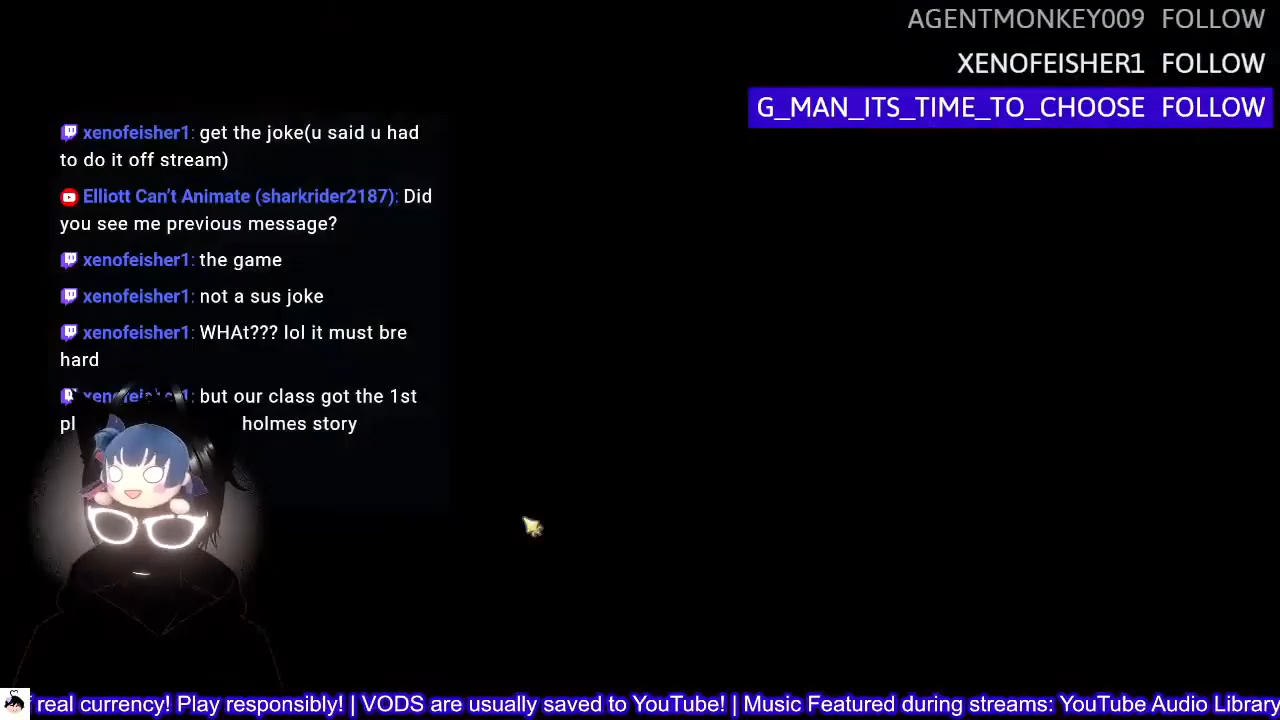 AGENTMONKEY009 FOLLOW
XENOFEISHER1 FOLLOW
G_MAN_ITS_TIME_TO_CHOOSE FOLLOW
xenofeisher1: get the joke(u said u had
to do it off stream)
Elliott Can't Animate (sharkrider2187): Did
you see me previous message?
xenofeisher1: the game
xenofeisher1: not a sus joke
xenofeisher1: WHAt??? lol it must bre
hard
but our class got the 1st
holmes story
real currency! Play responsibly! | VODS are usually saved to YouTube! | Music Featured during streams: YouTube Audio Library